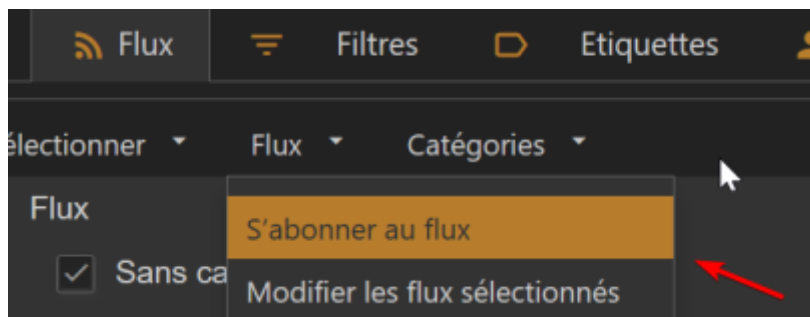 Flux Filtres Etiquettes
électionner Flux Catégories
Flux
S'abonner au flux
Sans ca
Modifier les flux sélectionnés